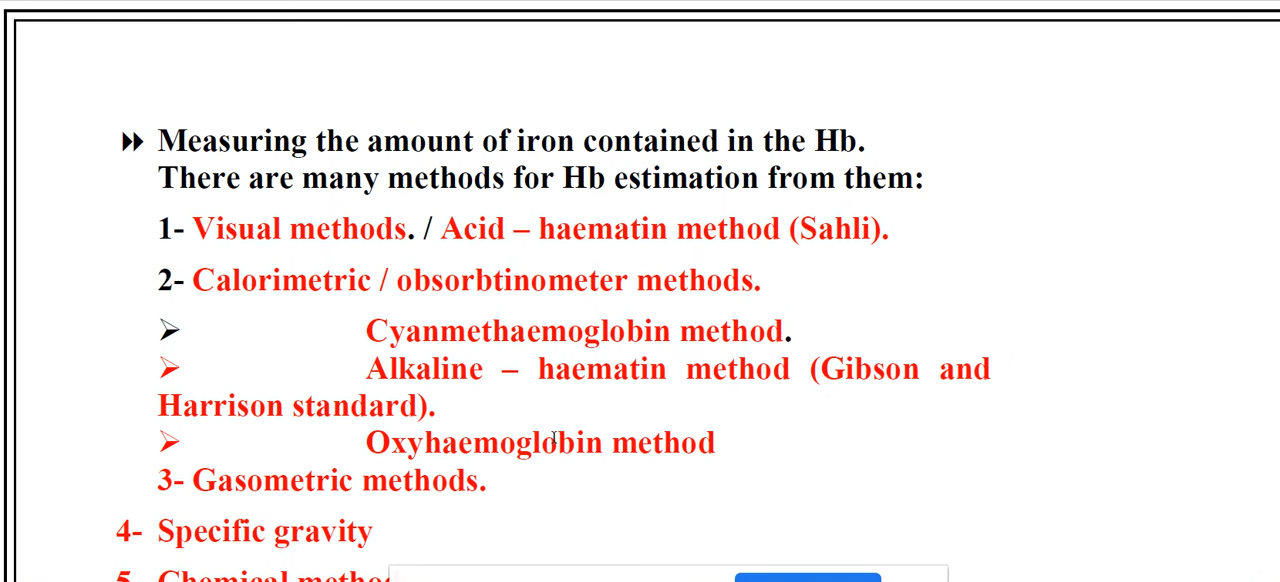 Measuring the amount of iron contained in the Hb.
There are many methods for Hb estimation from them:
1- Visual methods. / Acid – haematin method (Sahli).
2- Calorimetric / obsorbtinometer methods.
Cyanmethaemoglobin method.
Alkaline – haematin method (Gibson and
Harrison standard).
Oxyhaemoglobin method
3- Gasometric methods.
4- Specific gravity
5- Chemical